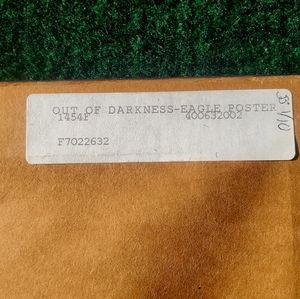 OUT OF DARKNESS-EAGLE POSTER
1454F 400632002
F7022632